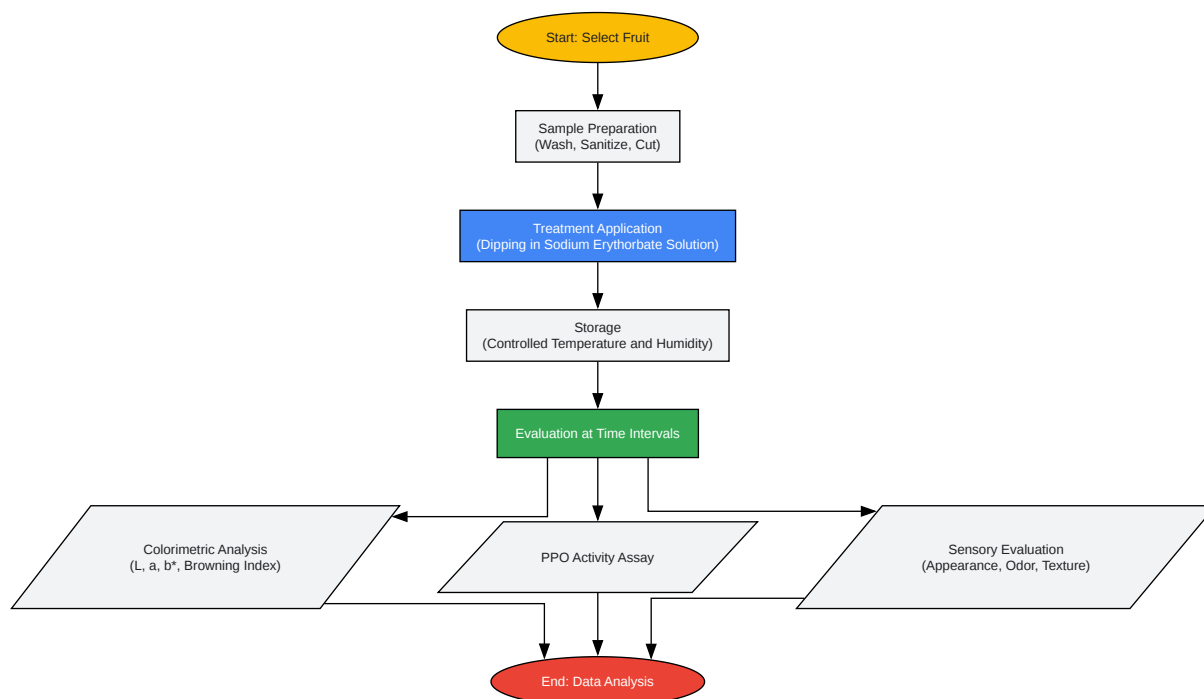 Start: Select Fruit
Sample Preparation
(Wash, Sanitize, Cut)
Treatment Application
(Dipping in Sodium Erythorbate Solution)
Storage
(Controlled Temperature and Humidity)
Evaluation at Time Intervals
Colorimetric Analysis
(L, a, b*, Browning Index)
PPO Activity Assay
Sensory Evaluation
(Appearance, Odor, Texture)
End: Data Analysis